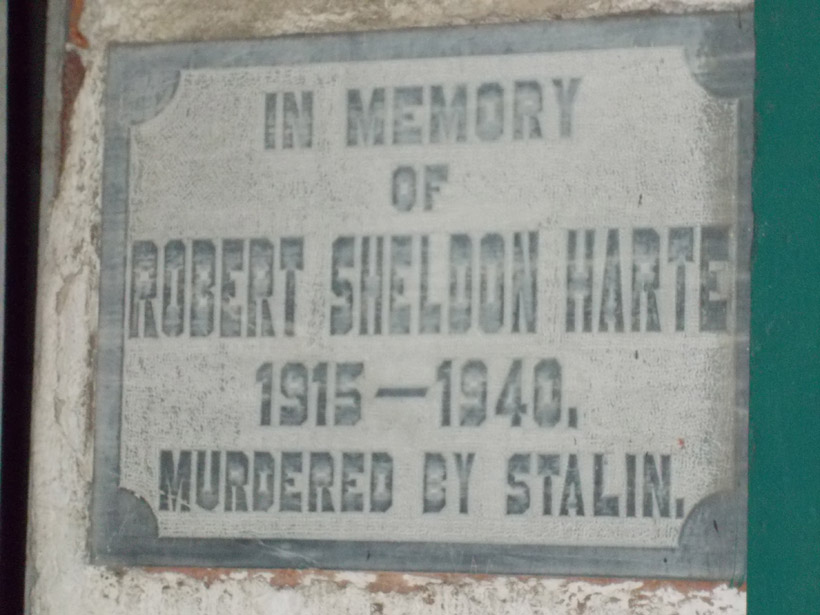 IN MEMORY
OF
ROBERT SHELDON HARTE
1915—1940.
MURDERED BY STALIN.